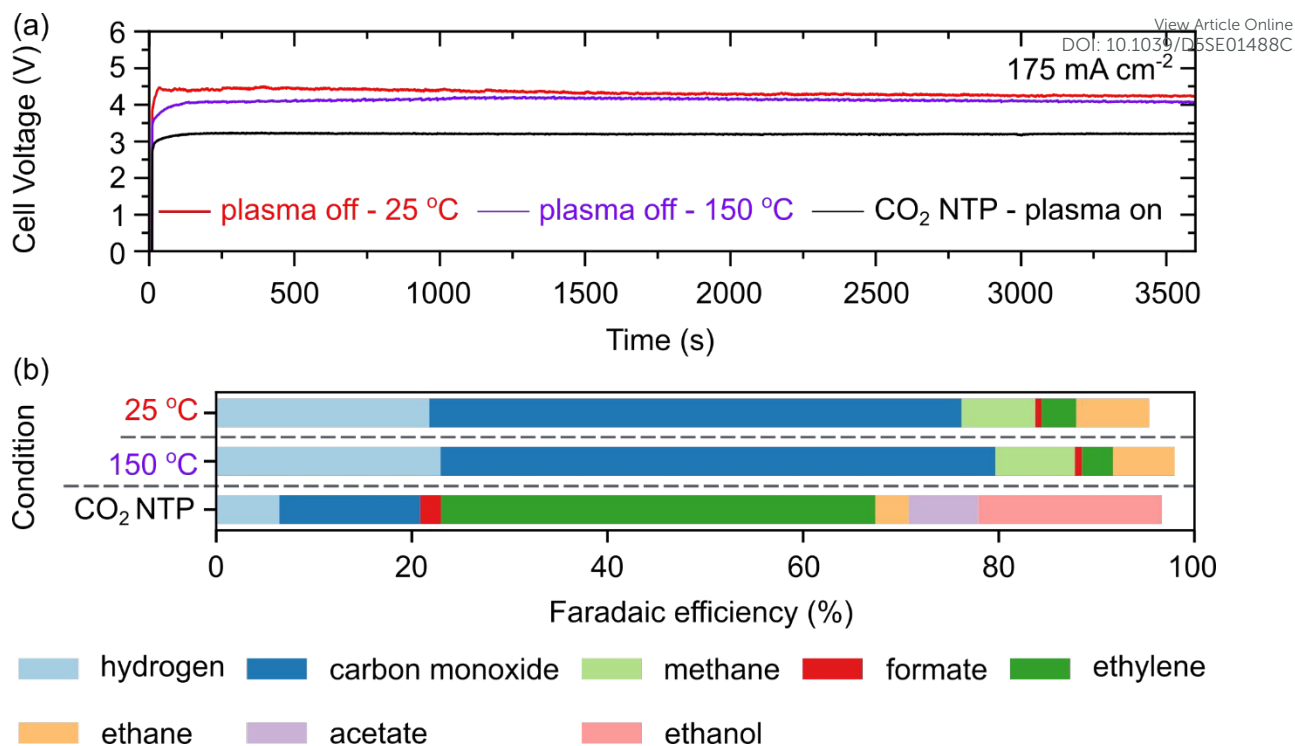 View Article Online
DOI: 10.1039/D5SE01488C
(a)
175 mA cm⁻²
Cell Voltage (V)
6
5
4
3
2
1
0
plasma off - 25 °C
plasma off - 150 °C
CO₂ NTP - plasma on
0 500 1000 1500 2000 2500 3000 3500
Time (s)
(b)
Condition
25 °C
150 °C
CO₂ NTP
0 20 40 60 80 100
Faradaic efficiency (%)
hydrogen carbon monoxide methane formate ethylene
ethane acetate ethanol